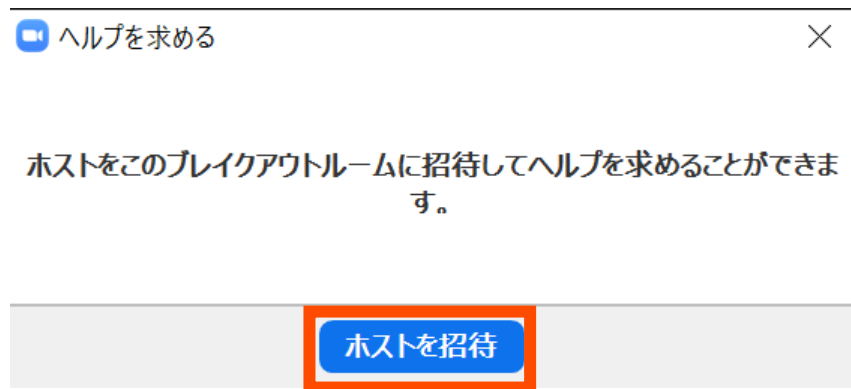 ヘルプを求める
ホストをこのブレイクアウトルームに招待してヘルプを求めることができま
す。
ホストを招待